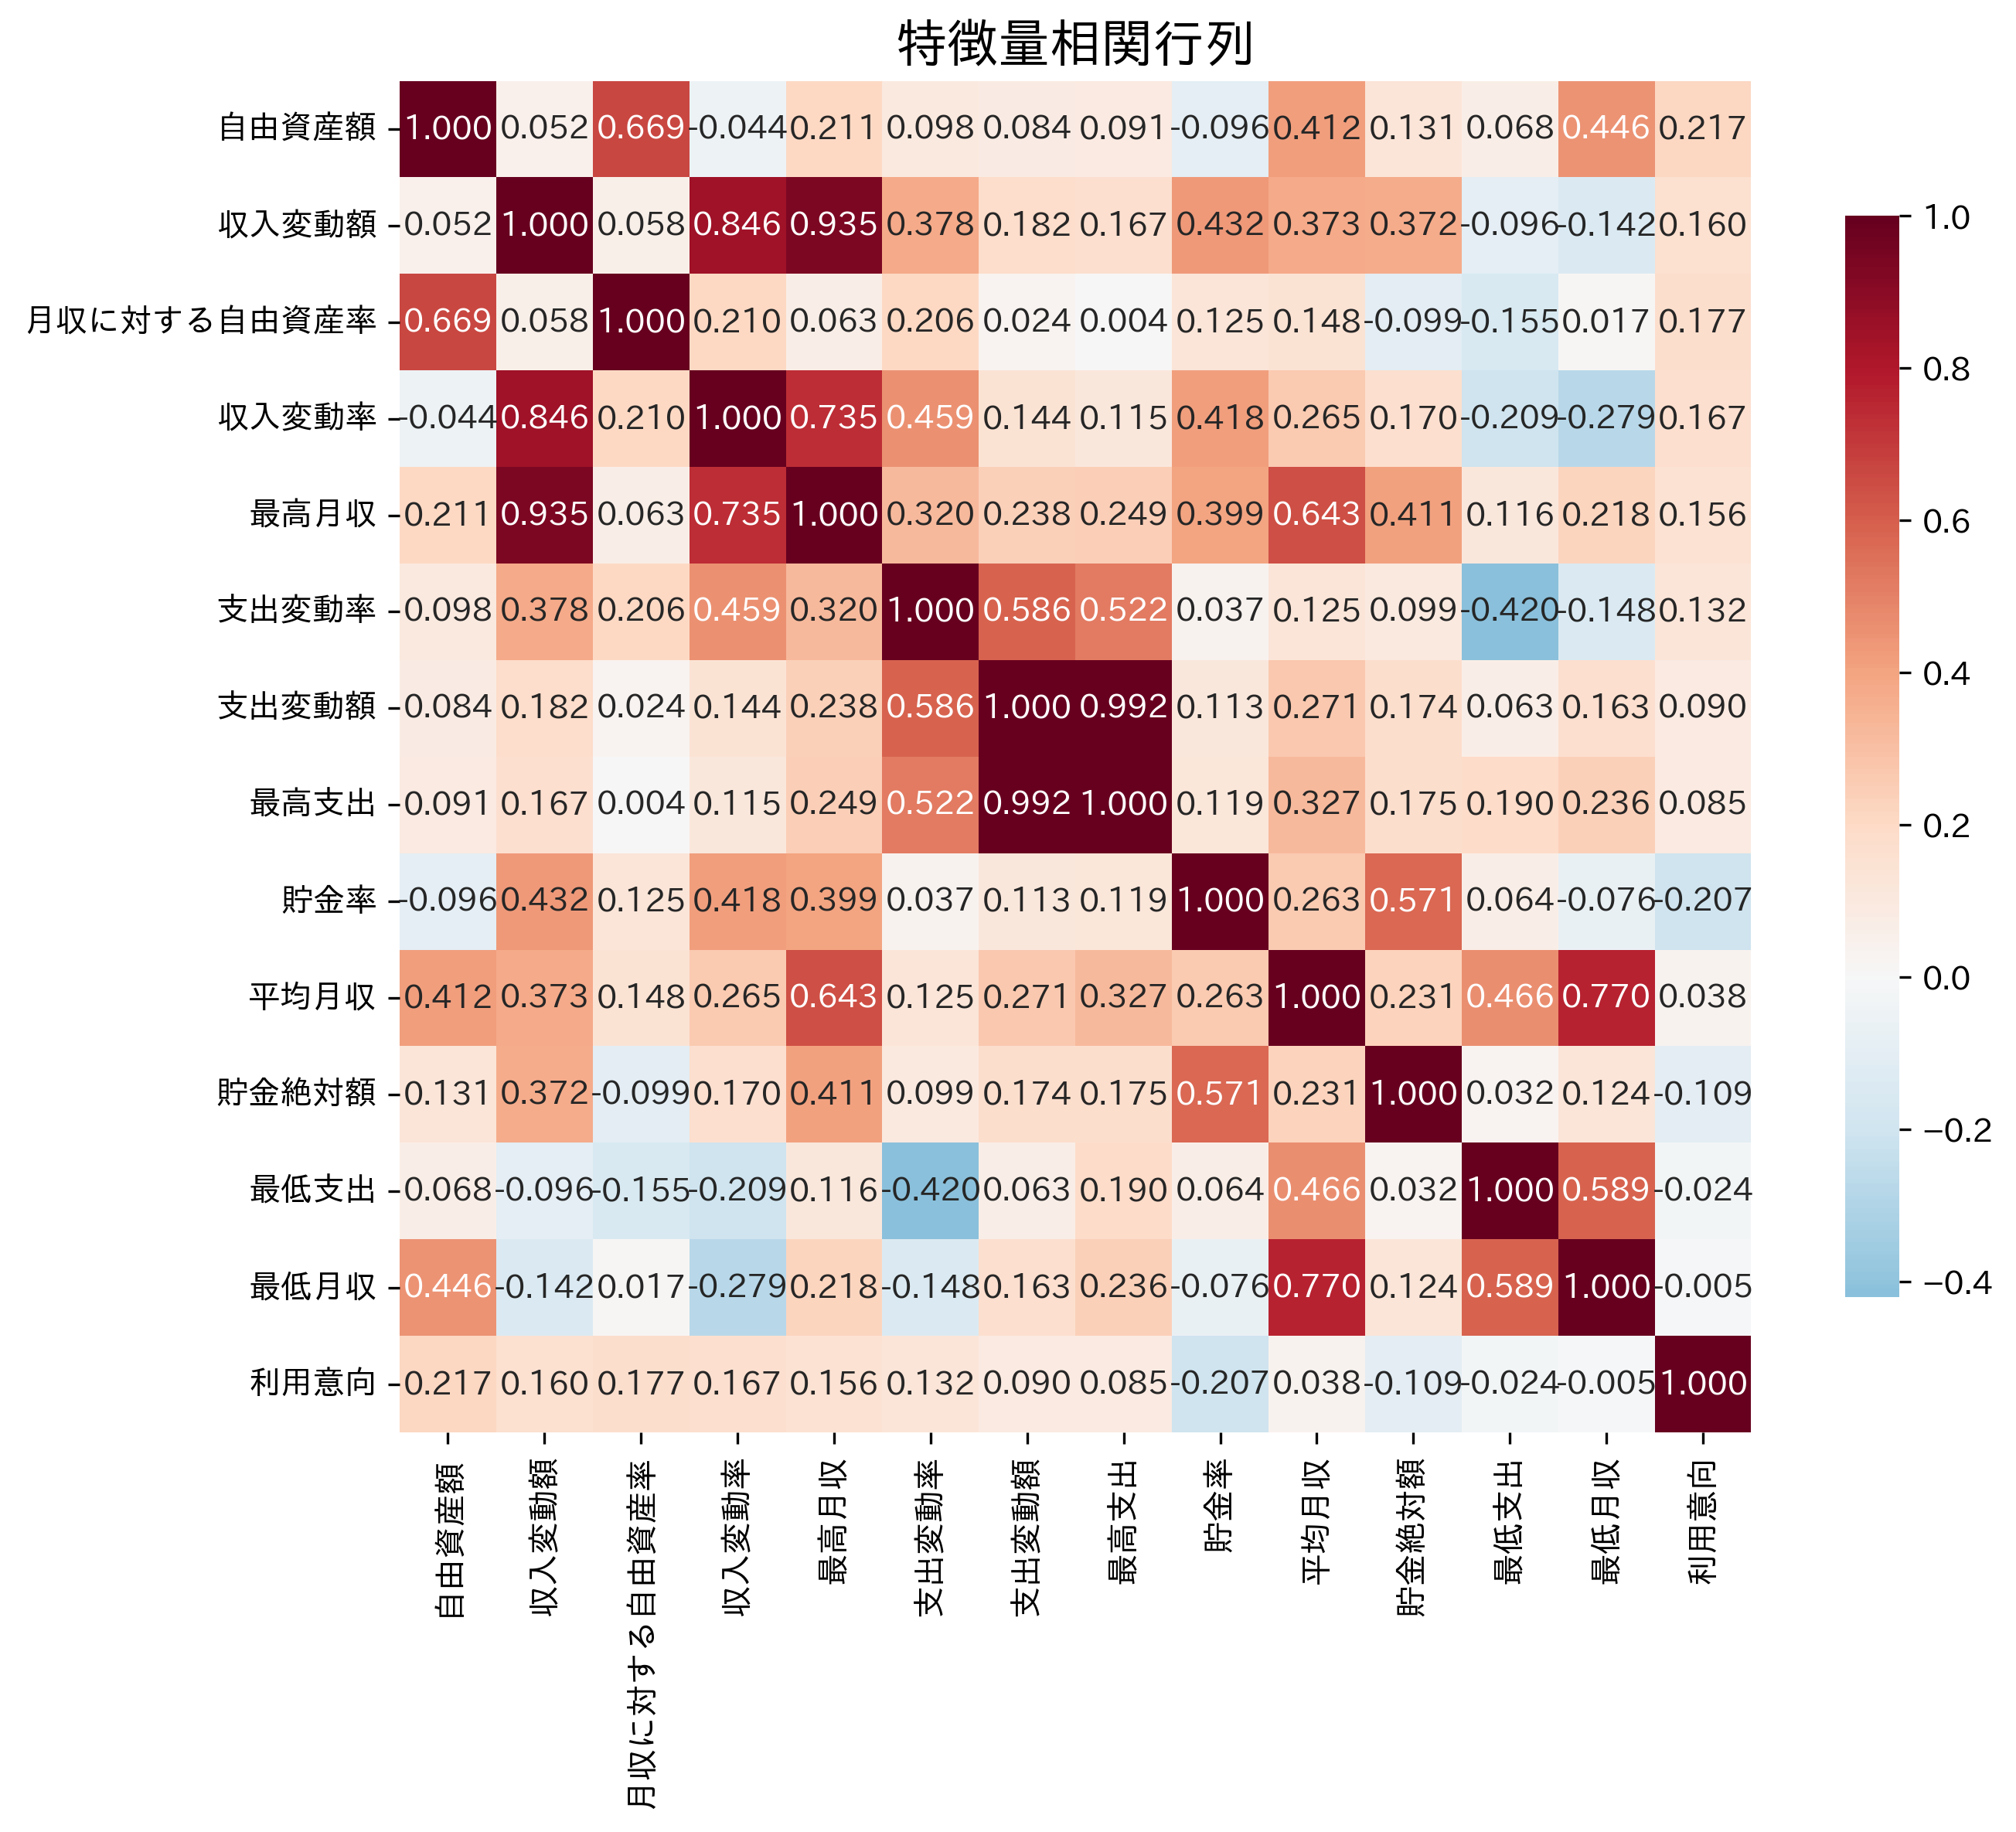 特徴量相関行列
自由資産額 1.000 0.052 0.669 -0.044 0.211 0.098 0.084 0.091 -0.096 0.412 0.131 0.068 0.446 0.217
収入変動額 0.052 1.000 0.058 0.846 0.935 0.378 0.182 0.167 0.432 0.373 0.372 -0.096 -0.142 0.160
月収に対する自由資産率 0.669 0.058 1.000 0.210 0.063 0.206 0.024 0.004 0.125 0.148 -0.099 -0.155 0.017 0.177
収入変動率 -0.044 0.846 0.210 1.000 0.735 0.459 0.144 0.115 0.418 0.265 0.170 -0.209 -0.279 0.167
最高月収 0.211 0.935 0.063 0.735 1.000 0.320 0.238 0.249 0.399 0.643 0.411 0.116 0.218 0.156
支出変動率 0.098 0.378 0.206 0.459 0.320 1.000 0.586 0.522 0.037 0.125 0.099 -0.420 -0.148 0.132
支出変動額 0.084 0.182 0.024 0.144 0.238 0.586 1.000 0.992 0.113 0.271 0.174 0.063 0.163 0.090
最高支出 0.091 0.167 0.004 0.115 0.249 0.522 0.992 1.000 0.119 0.327 0.175 0.190 0.236 0.085
貯金率 -0.096 0.432 0.125 0.418 0.399 0.037 0.113 0.119 1.000 0.263 0.571 0.064 -0.076 -0.207
平均月収 0.412 0.373 0.148 0.265 0.643 0.125 0.271 0.327 0.263 1.000 0.231 0.466 0.770 0.038
貯金絶対額 0.131 0.372 -0.099 0.170 0.411 0.099 0.174 0.175 0.571 0.231 1.000 0.032 0.124 -0.109
最低支出 0.068 -0.096 -0.155 -0.209 0.116 -0.420 0.063 0.190 0.064 0.466 0.032 1.000 0.589 -0.024
最低月収 0.446 -0.142 0.017 -0.279 0.218 -0.148 0.163 0.236 -0.076 0.770 0.124 0.589 1.000 -0.005
利用意向 0.217 0.160 0.177 0.167 0.156 0.132 0.090 0.085 -0.207 0.038 -0.109 -0.024 -0.005 1.000
自由資産額
収入変動額
月収に対する自由資産率
収入変動率
最高月収
支出変動率
支出変動額
最高支出
貯金率
平均月収
貯金絶対額
最低支出
最低月収
利用意向
1.0
0.8
0.6
0.4
0.2
0.0
−0.2
−0.4